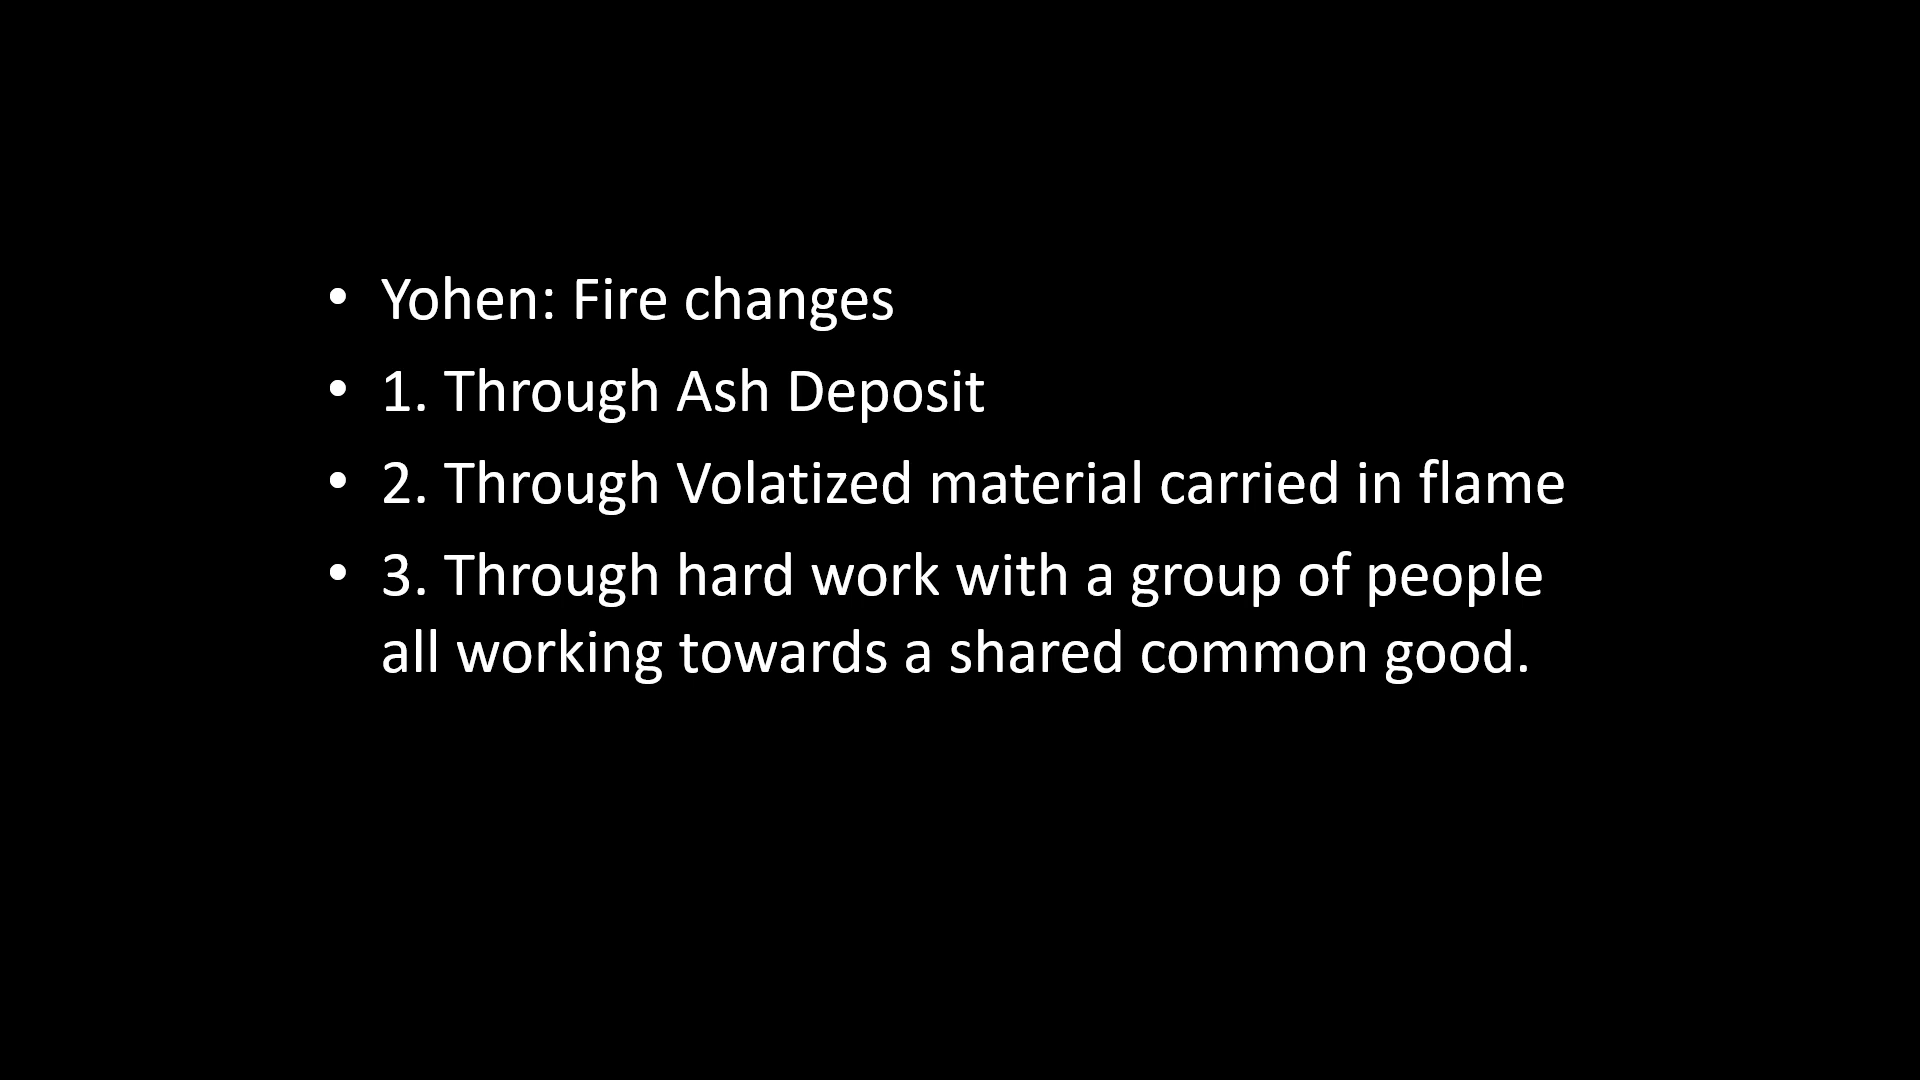 • Yohen: Fire changes
• 1. Through Ash Deposit
• 2. Through Volatized material carried in flame
• 3. Through hard work with a group of people
all working towards a shared common good.